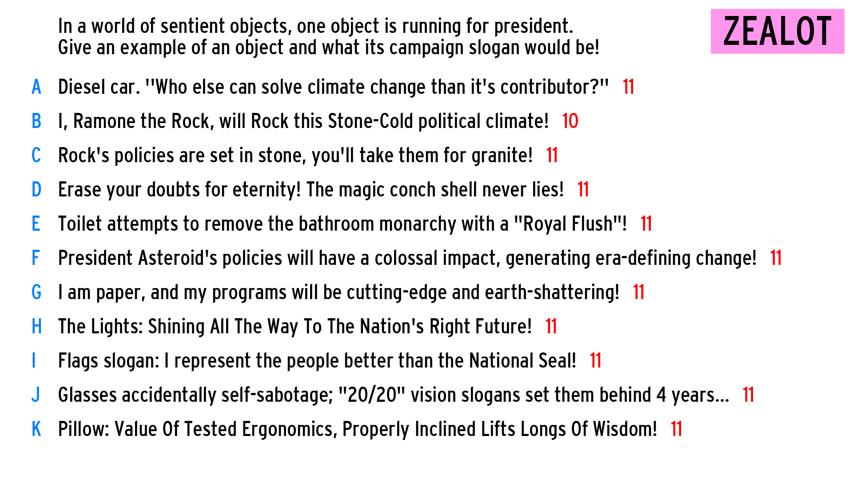 In a world of sentient objects, one object is running for president.
Give an example of an object and what its campaign slogan would be!
ZEALOT
A Diesel car. "Who else can solve climate change than it's contributor?" 11
B I, Ramone the Rock, will Rock this Stone-Cold political climate! 10
C Rock's policies are set in stone, you'll take them for granite! 11
D Erase your doubts for eternity! The magic conch shell never lies! 11
E Toilet attempts to remove the bathroom monarchy with a "Royal Flush"! 11
F President Asteroid's policies will have a colossal impact, generating era-defining change! 11
G I am paper, and my programs will be cutting-edge and earth-shattering! 11
H The Lights: Shining All The Way To The Nation's Right Future! 11
I Flags slogan: I represent the people better than the National Seal! 11
J Glasses accidentally self-sabotage; "20/20" vision slogans set them behind 4 years... 11
K Pillow: Value Of Tested Ergonomics, Properly Inclined Lifts Longs Of Wisdom! 11